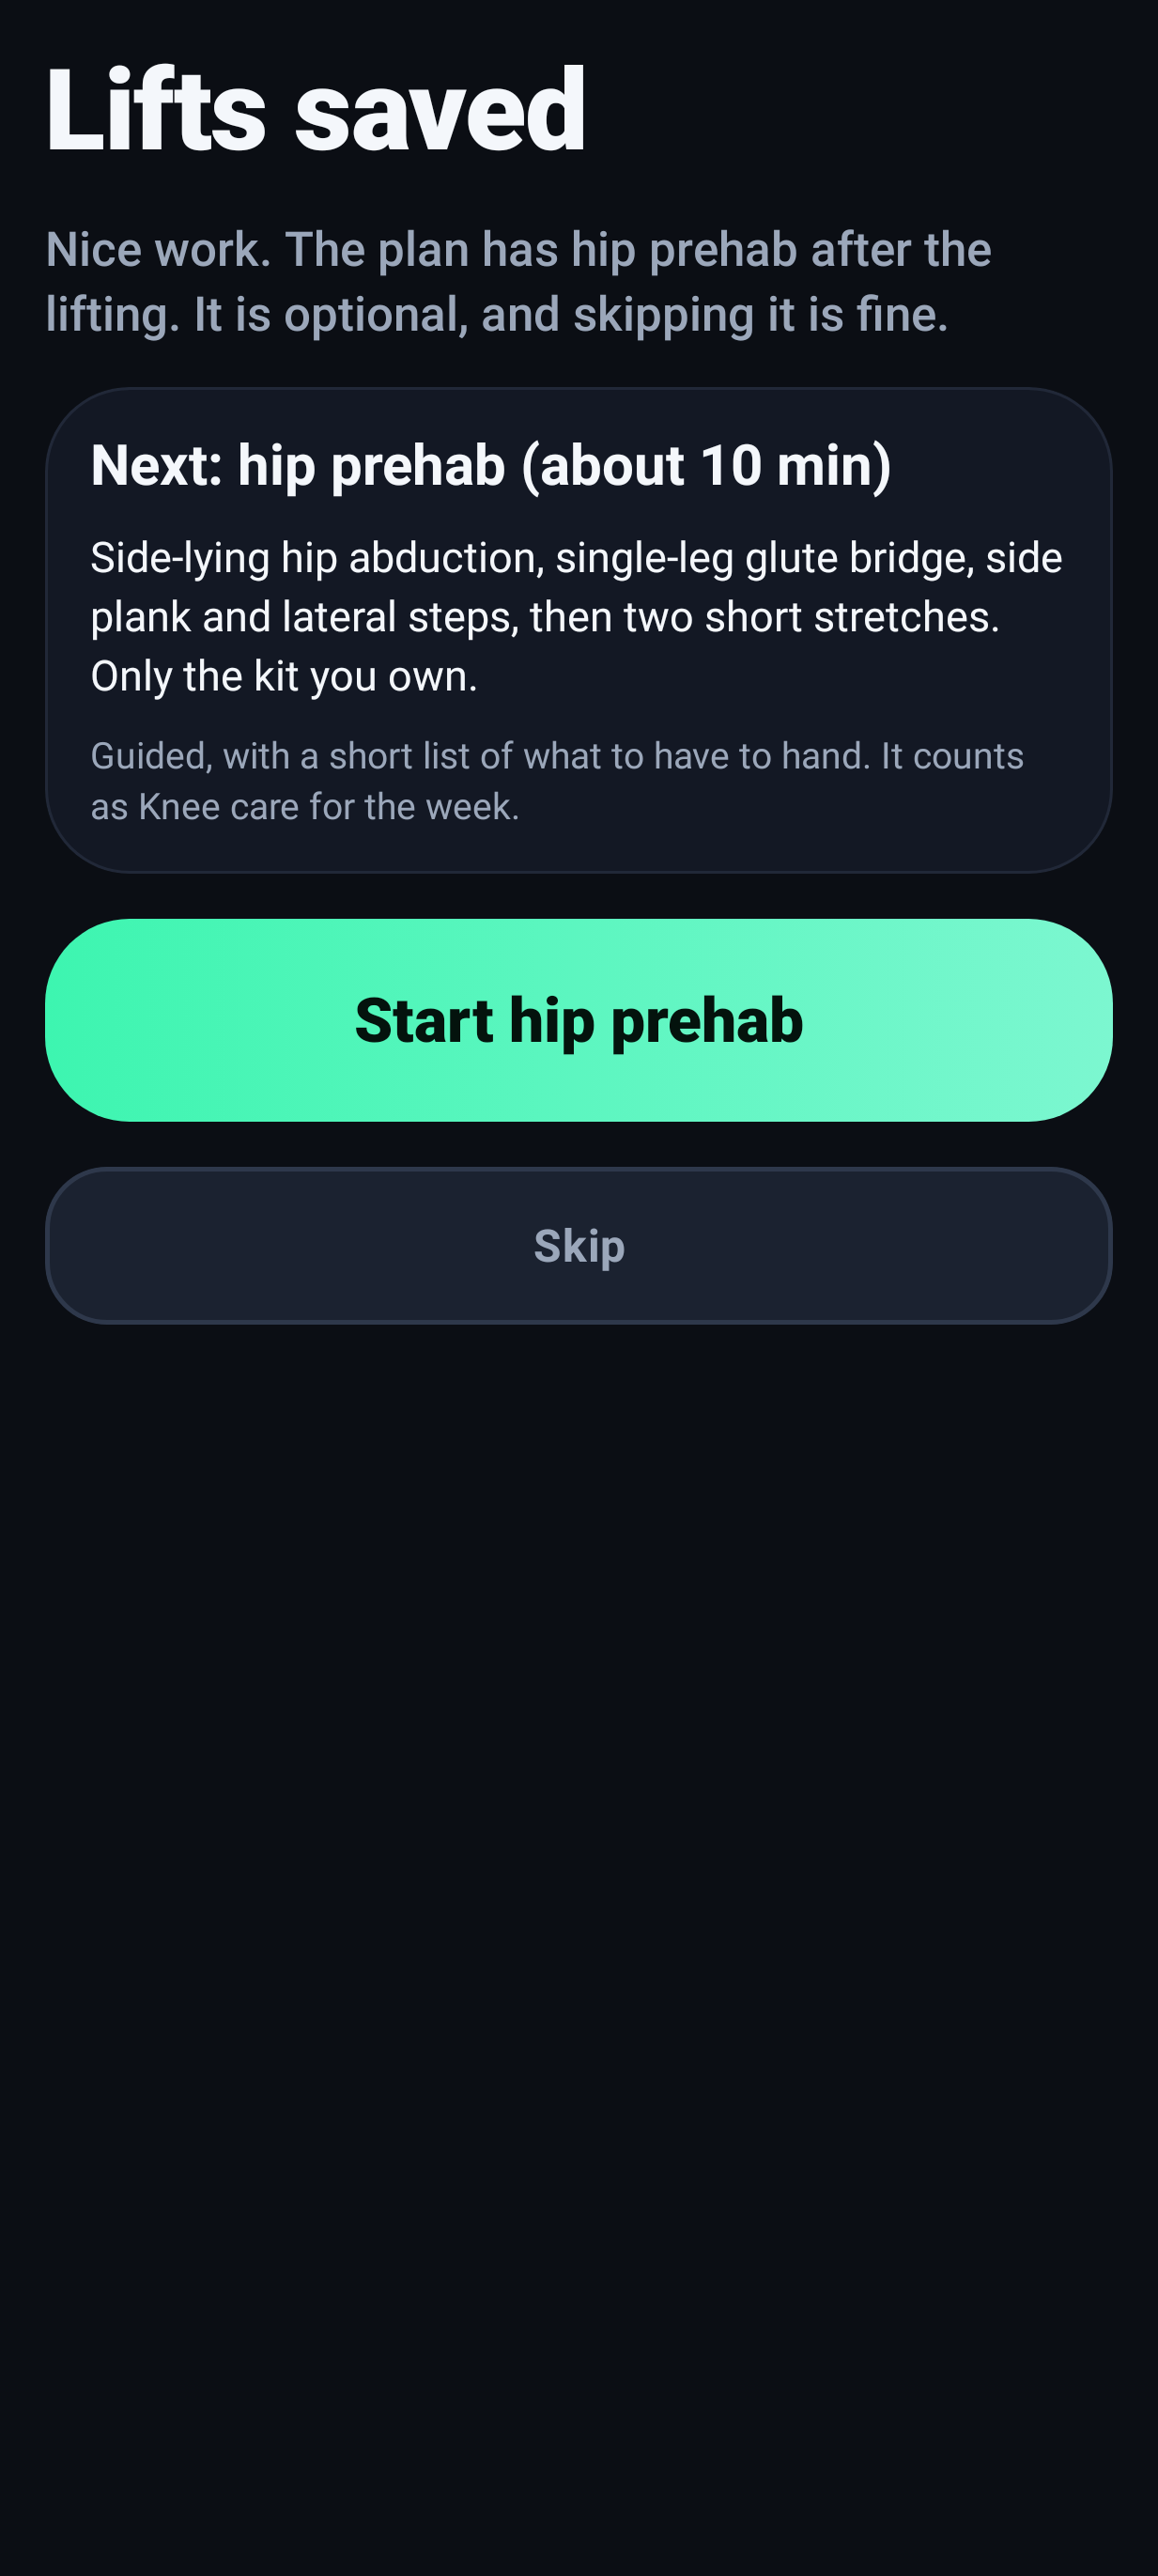 Lifts saved
Nice work. The plan has hip prehab after the
lifting. It is optional, and skipping it is fine.
Next: hip prehab (about 10 min)
Side-lying hip abduction, single-leg glute bridge, side
plank and lateral steps, then two short stretches.
Only the kit you own.
Guided, with a short list of what to have to hand. It counts
as Knee care for the week.
Start hip prehab
Skip